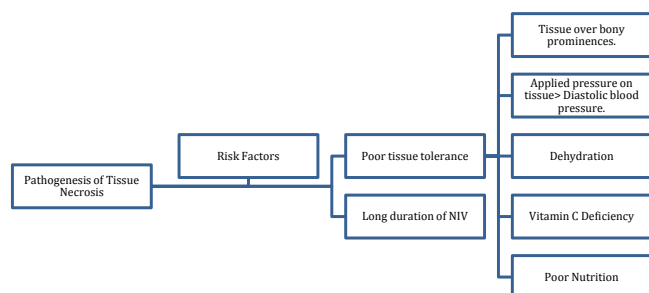 Pathogenesis of Tissue
Necrosis
Risk Factors
Poor tissue tolerance
Long duration of NIV
Tissue over bony
prominences.
Applied pressure on
tissue> Diastolic blood
pressure.
Dehydration
Vitamin C Deficiency
Poor Nutrition